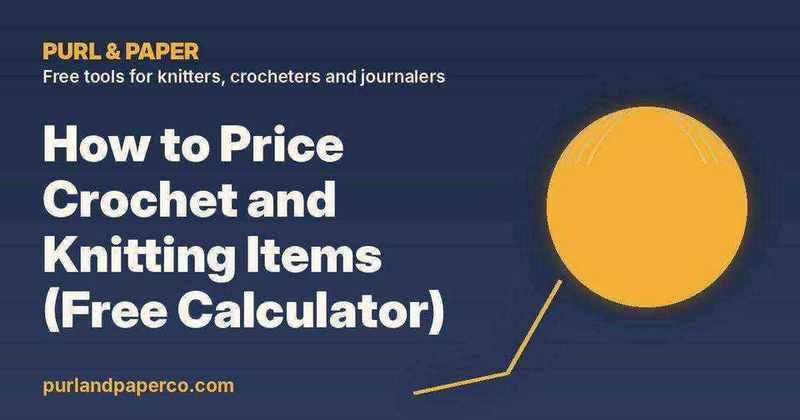 PURL & PAPER
Free tools for knitters, crocheters and journalers
How to Price
Crochet and
Knitting Items
(Free Calculator)
purlandpaperco.com